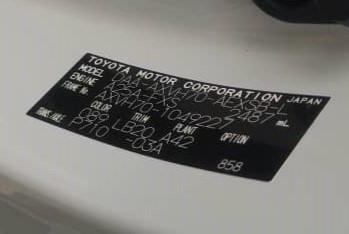 TOYOTA MOTOR CORPORATION JAPAN
MODEL DAA-AXVH70-AEXSB-L
ENGINE A25A-FXS 2487 mL
FRAME No. AXVH70-1049227
COLOR TRIM PLANT OPTION
089 LB20 A42
TRANS./AXLE P710 -03A
858